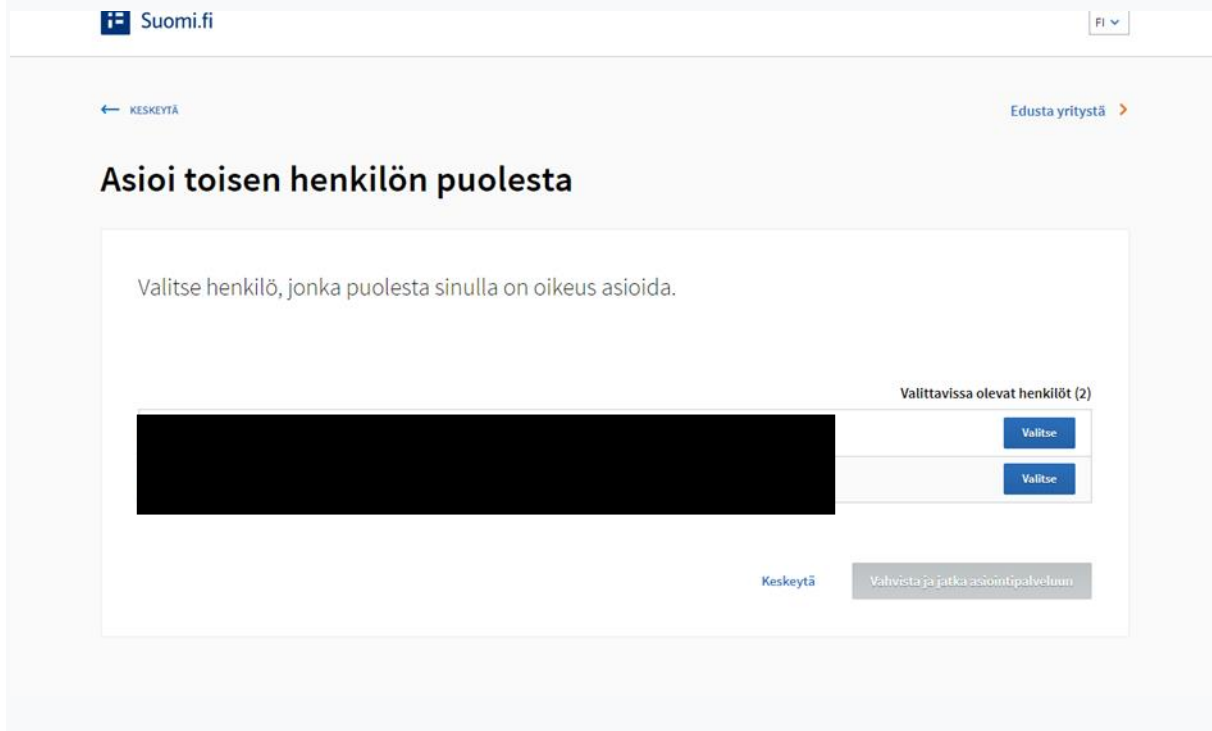 Suomi.fi
FI
← KESKEYTÄ
Edusta yritystä
Asioi toisen henkilön puolesta
Valitse henkilö, jonka puolesta sinulla on oikeus asioida.
Valittavissa olevat henkilöt (2)
Valitse
Valitse
Keskeytä
Vahvista ja jatka asiointipalveluun